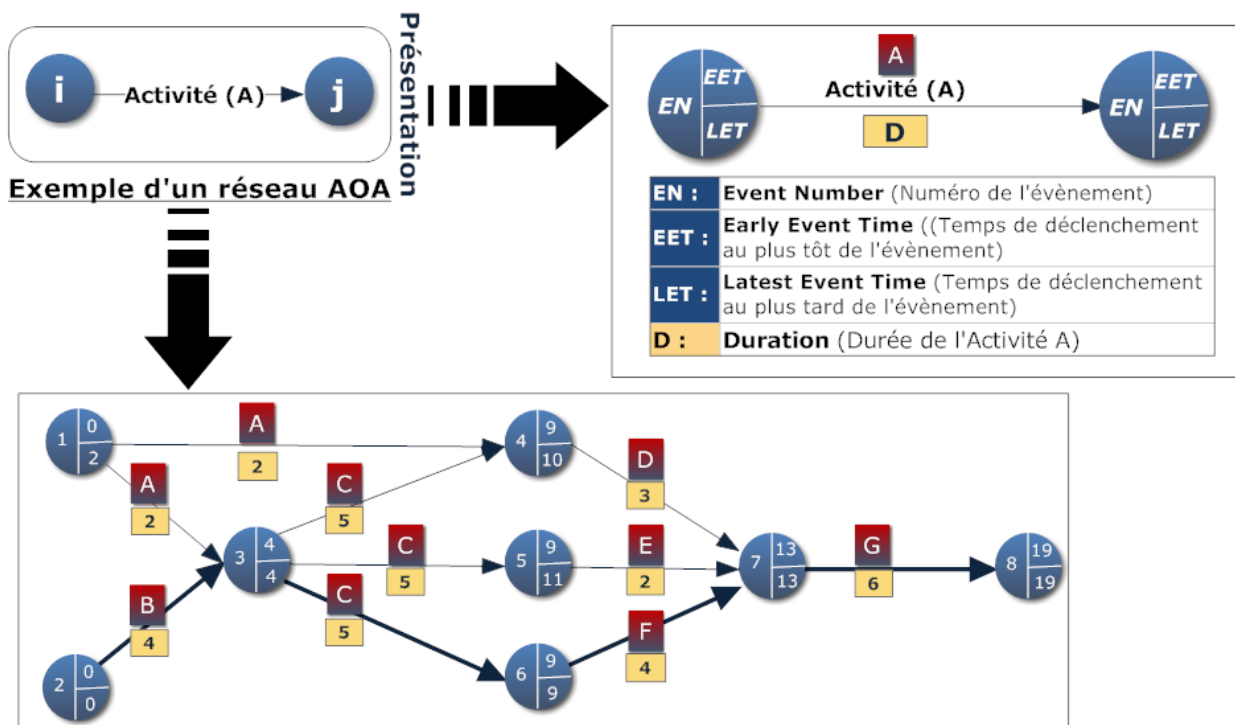 i
Activité (A)
j
Présentation
Exemple d'un réseau AOA
EN
EET
LET
A
Activité (A)
D
EN
EET
LET
EN : Event Number (Numéro de l'évènement)
EET : Early Event Time ((Temps de déclenchement
au plus tôt de l'évènement)
LET : Latest Event Time (Temps de déclenchement
au plus tard de l'évènement)
D : Duration (Durée de l'Activité A)
1
0
2
A
2
4
9
10
A
2
C
5
D
3
3
4
4
C
5
5
9
11
E
2
7
13
13
G
6
8
19
19
B
4
C
5
F
4
2
0
0
6
9
9